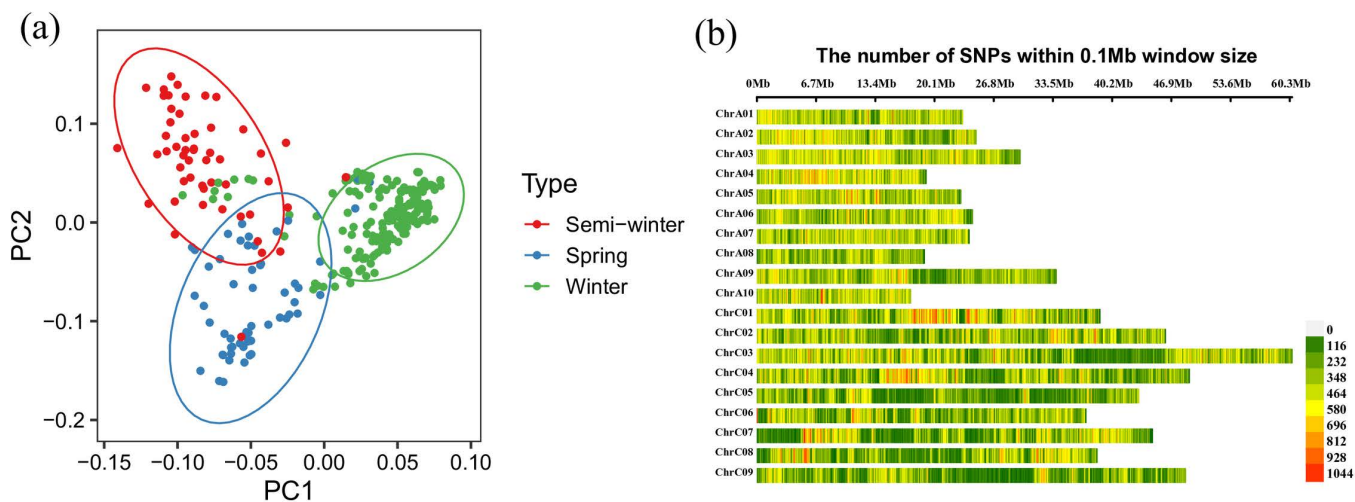 (a)
0.1
0.0
−0.1
−0.2
PC2
−0.15
−0.10
−0.05
0.00
0.05
0.10
PC1
Type
Semi−winter
Spring
Winter
(b)
The number of SNPs within 0.1Mb window size
0Mb 6.7Mb 13.4Mb 20.1Mb 26.8Mb 33.5Mb 40.2Mb 46.9Mb 53.6Mb 60.3Mb
ChrA01
ChrA02
ChrA03
ChrA04
ChrA05
ChrA06
ChrA07
ChrA08
ChrA09
ChrA10
ChrC01
ChrC02
ChrC03
ChrC04
ChrC05
ChrC06
ChrC07
ChrC08
ChrC09
0
116
232
348
464
580
696
812
928
1044